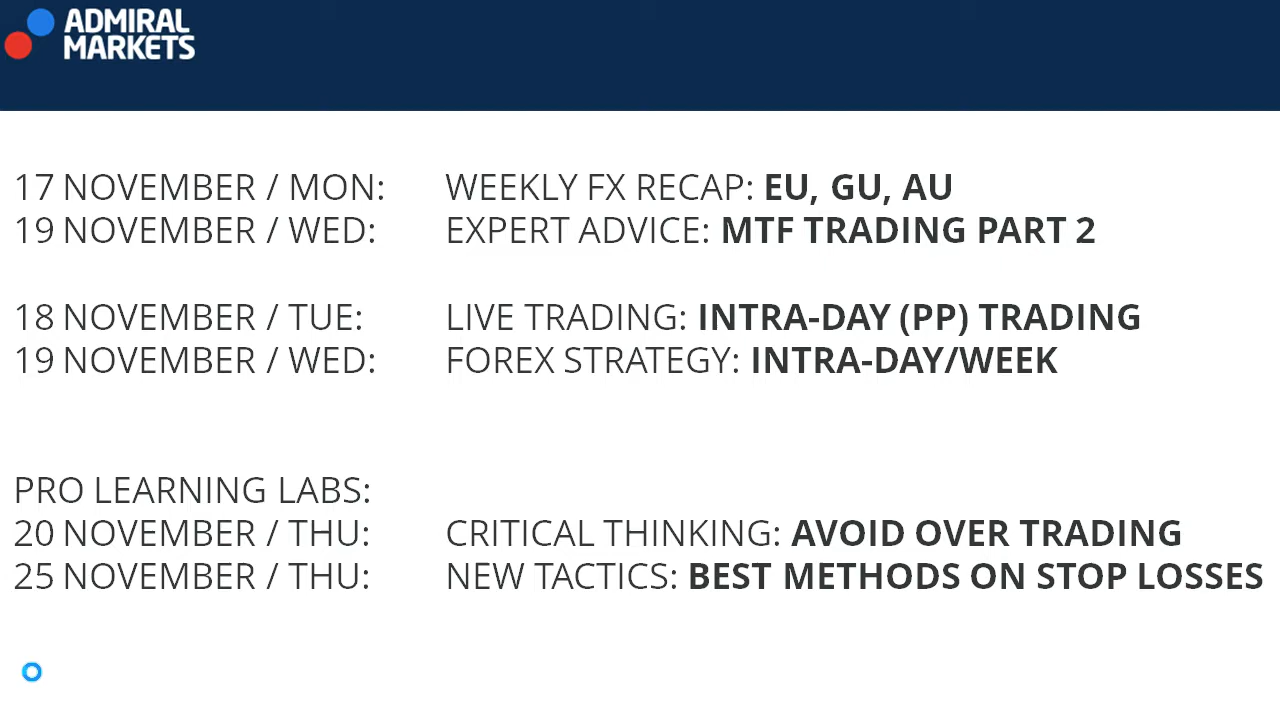 ADMIRAL
MARKETS
17 NOVEMBER / MON: WEEKLY FX RECAP: EU, GU, AU
19 NOVEMBER / WED: EXPERT ADVICE: MTF TRADING PART 2
18 NOVEMBER / TUE: LIVE TRADING: INTRA-DAY (PP) TRADING
19 NOVEMBER / WED: FOREX STRATEGY: INTRA-DAY/WEEK
PRO LEARNING LABS:
20 NOVEMBER / THU: CRITICAL THINKING: AVOID OVER TRADING
25 NOVEMBER / THU: NEW TACTICS: BEST METHODS ON STOP LOSSES